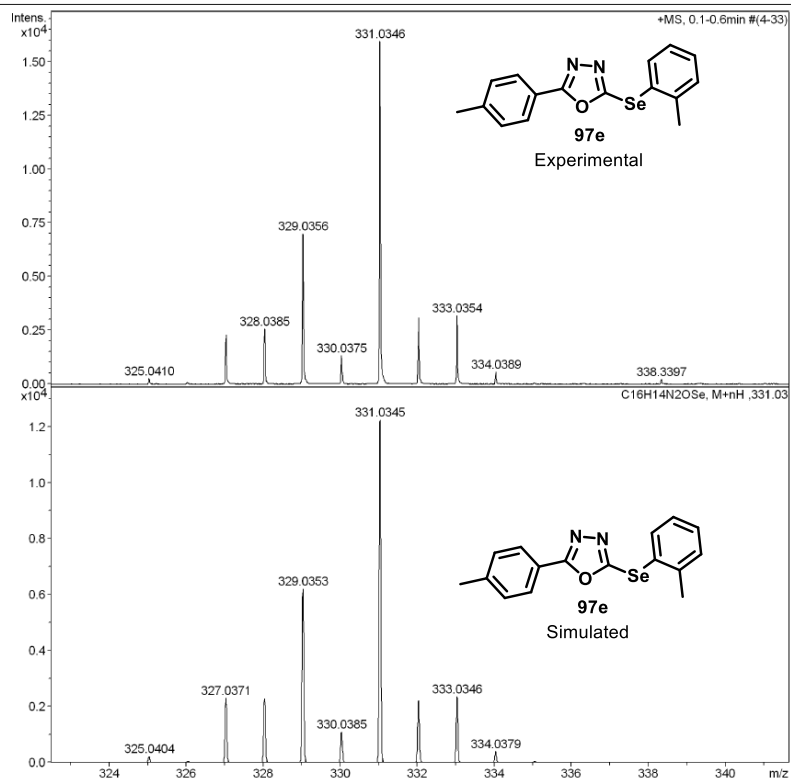 Intens.
x10⁴
+MS, 0.1-0.6min #(4-33)
331.0346
1.50
N N
O
Se
97e
Experimental
1.25
1.00
0.75
329.0356
0.50
328.0385
333.0354
0.25
330.0375
325.0410
334.0389
338.3397
0.00
x10⁴
C16H14N2OSe, M+nH ,331.03
331.0345
1.2
1.0
N N
O
Se
97e
Simulated
0.8
329.0353
0.6
0.4
327.0371
333.0346
0.2
330.0385
325.0404
334.0379
0.0
324 326 328 330 332 334 336 338 340 m/z